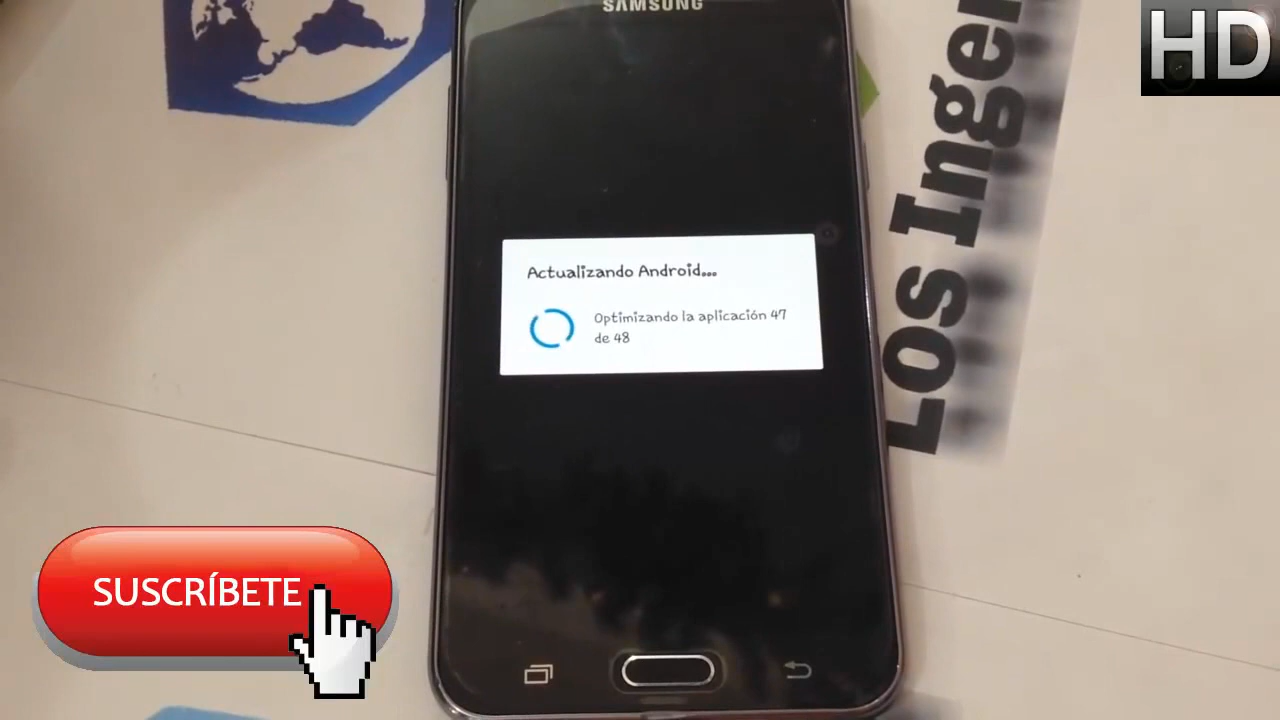 SAMSUNG
HD
Actualizando Android...
Optimizando la aplicación 47
de 48
Los Inge
SUSCRÍBETE